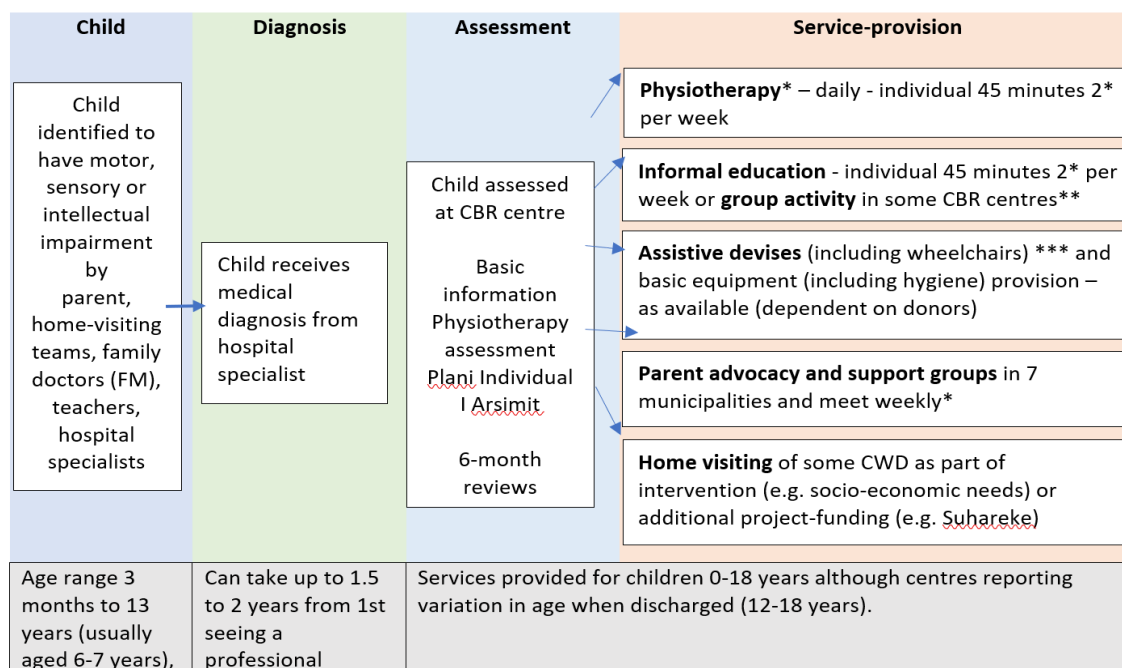 Child
Diagnosis
Assessment
Service-provision
Child
identified to
have motor,
sensory or
intellectual
impairment
by
parent,
home-visiting
teams, family
doctors (FM),
teachers,
hospital
specialists
Child receives
medical
diagnosis from
hospital
specialist
Child assessed
at CBR centre
Basic
information
Physiotherapy
assessment
Plani Individual
I Arsimit
6-month
reviews
Physiotherapy* – daily - individual 45 minutes 2*
per week
Informal education - individual 45 minutes 2* per
week or group activity in some CBR centres**
Assistive devises (including wheelchairs) *** and
basic equipment (including hygiene) provision –
as available (dependent on donors)
Parent advocacy and support groups in 7
municipalities and meet weekly*
Home visiting of some CWD as part of
intervention (e.g. socio-economic needs) or
additional project-funding (e.g. Suhareke)
Age range 3
months to 13
years (usually
aged 6-7 years),
Can take up to 1.5
to 2 years from 1st
seeing a
professional
Services provided for children 0-18 years although centres reporting
variation in age when discharged (12-18 years).